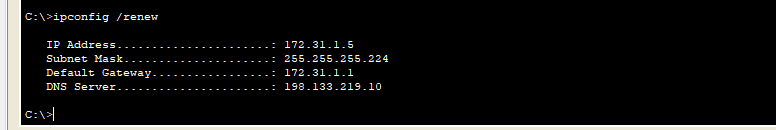 C:\>ipconfig /renew
IP Address......................: 172.31.1.5
Subnet Mask.....................: 255.255.255.224
Default Gateway.................: 172.31.1.1
DNS Server......................: 198.133.219.10
C:\>